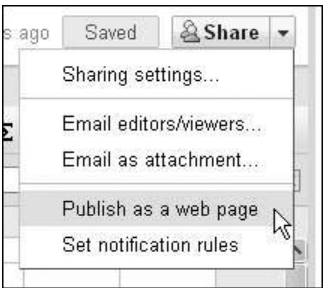 s ago Saved Share
Sharing settings...
Σ
Email editors/viewers...
Email as attachment...
Publish as a web page
Set notification rules